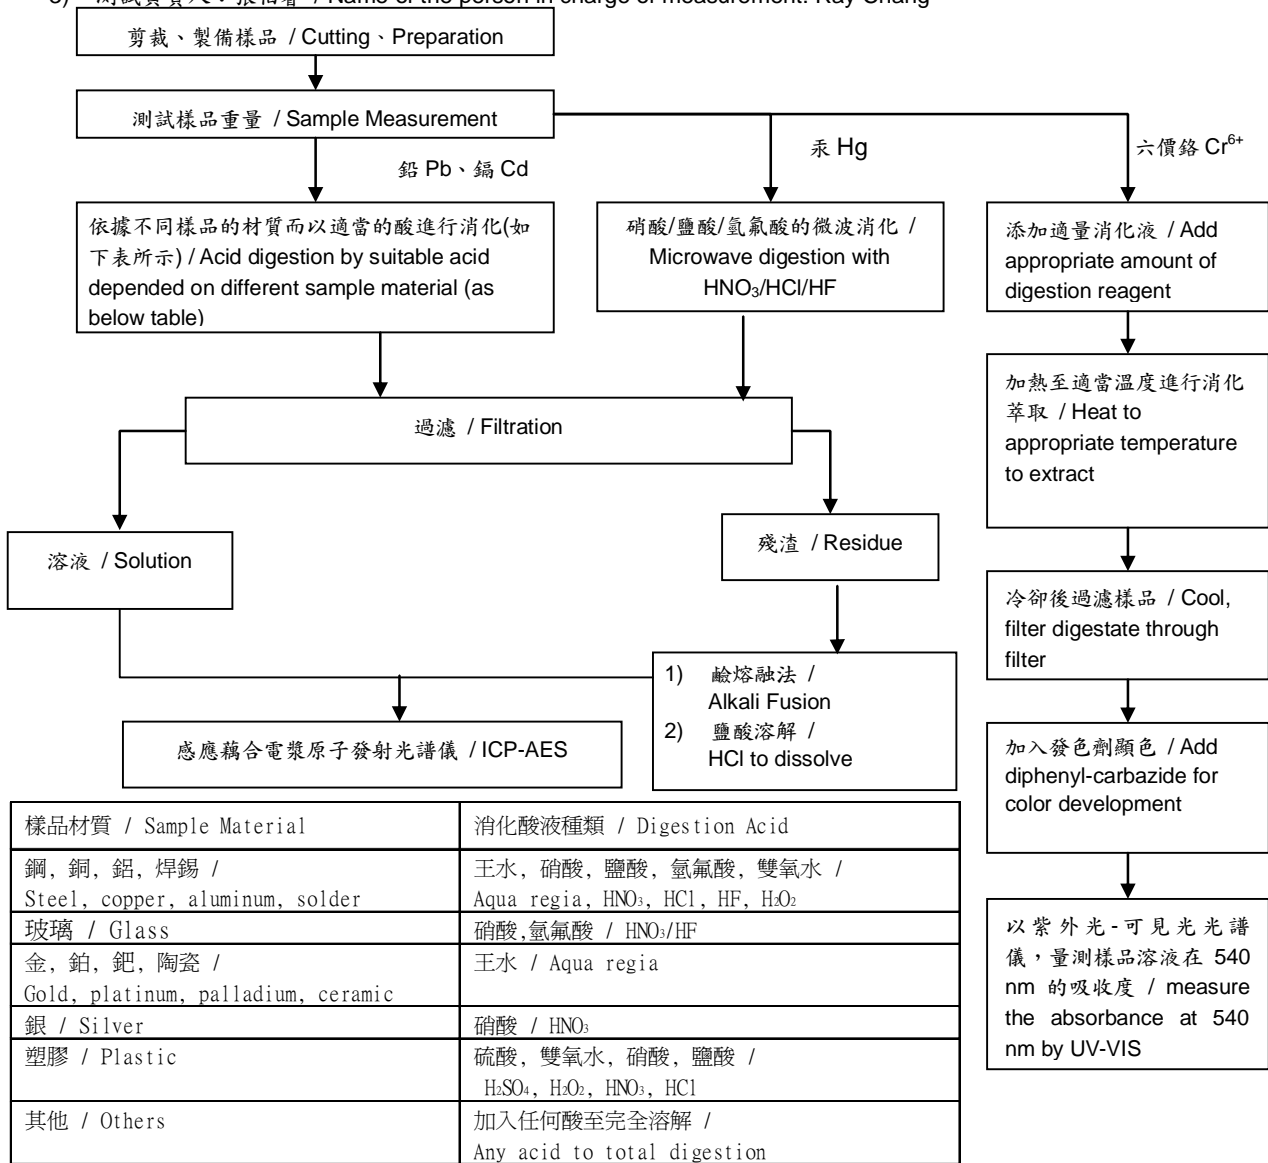 / Name of the person in charge of measurement: Ray Chang
剪裁、製備樣品 / Cutting、Preparation
測試樣品重量 / Sample Measurement
鉛 Pb、鎘 Cd
汞 Hg
六價鉻 Cr⁶⁺
依據不同樣品的材質而以適當的酸進行消化(如
下表所示) / Acid digestion by suitable acid
depended on different sample material (as
below table)
硝酸/鹽酸/氫氟酸的微波消化 /
Microwave digestion with
HNO₃/HCl/HF
添加適量消化液 / Add
appropriate amount of
digestion reagent
加熱至適當溫度進行消化
萃取 / Heat to
appropriate temperature
to extract
過濾 / Filtration
溶液 / Solution
殘渣 / Residue
冷卻後過濾樣品 / Cool,
filter digestate through
filter
1) 鹼熔融法 /
Alkali Fusion
2) 鹽酸溶解 /
HCl to dissolve
感應藕合電漿原子發射光譜儀 / ICP-AES
加入發色劑顯色 / Add
diphenyl-carbazide for
color development
以紫外光-可見光光譜
儀，量測樣品溶液在 540
nm 的吸收度 / measure
the absorbance at 540
nm by UV-VIS
樣品材質 / Sample Material
消化酸液種類 / Digestion Acid
鋼, 銅, 鋁, 焊錫 /
Steel, copper, aluminum, solder
王水, 硝酸, 鹽酸, 氫氟酸, 雙氧水 /
Aqua regia, HNO₃, HCl, HF, H₂O₂
玻璃 / Glass
硝酸,氫氟酸 / HNO₃/HF
金, 鉑, 鈀, 陶瓷 /
Gold, platinum, palladium, ceramic
王水 / Aqua regia
銀 / Silver
硝酸 / HNO₃
塑膠 / Plastic
硫酸, 雙氧水, 硝酸, 鹽酸 /
H₂SO₄, H₂O₂, HNO₃, HCl
其他 / Others
加入任何酸至完全溶解 /
Any acid to total digestion